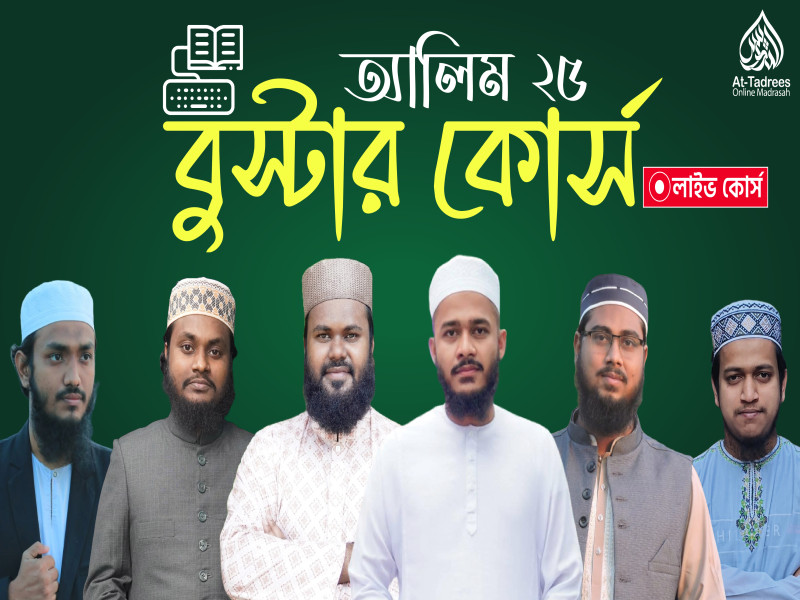 আলিম ২৫
বুস্টার কোর্স
লাইভ কোর্স
At-Tadrees
Online Madrasah